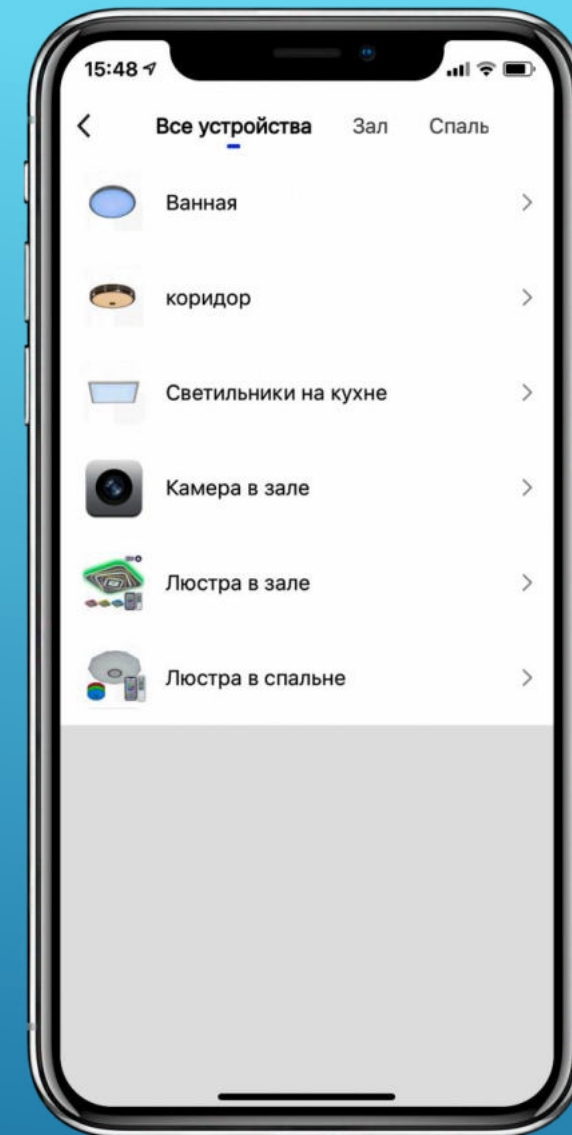 15:48
Все устройства Зал Спаль
Ванная
коридор
Светильники на кухне
Камера в зале
Люстра в зале
Люстра в спальне